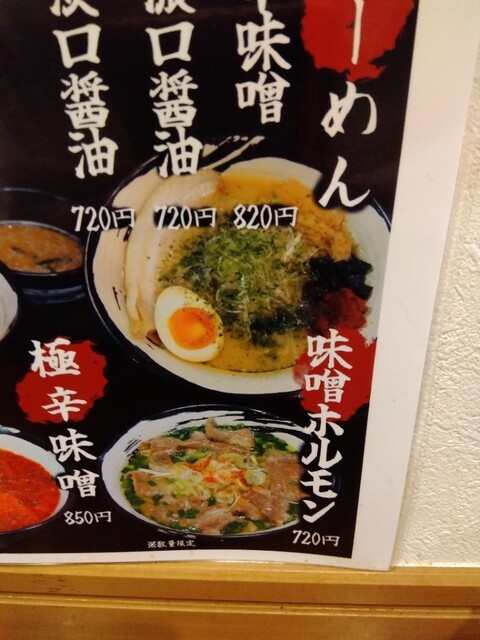 ーめん
味噌
820円
口醤油
720円
口醤油
720円
味噌ホルモン
720円
※数量限定
極辛味噌
850円